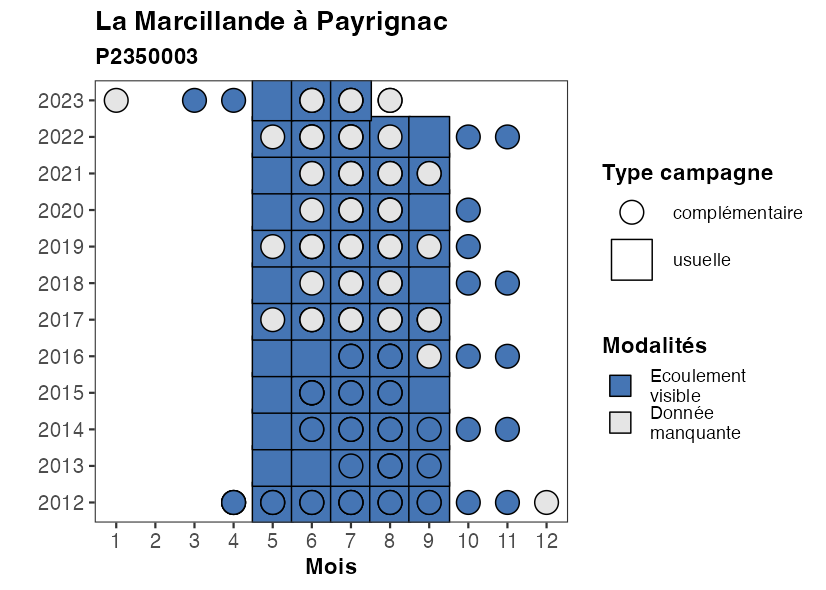 La Marcillande à Payrignac
P2350003
2023
2022
2021
2020
2019
2018
2017
2016
2015
2014
2013
2012
1 2 3 4 5 6 7 8 9 10 11 12
Mois
Type campagne
complémentaire
usuelle
Modalités
Ecoulement
visible
Donnée
manquante